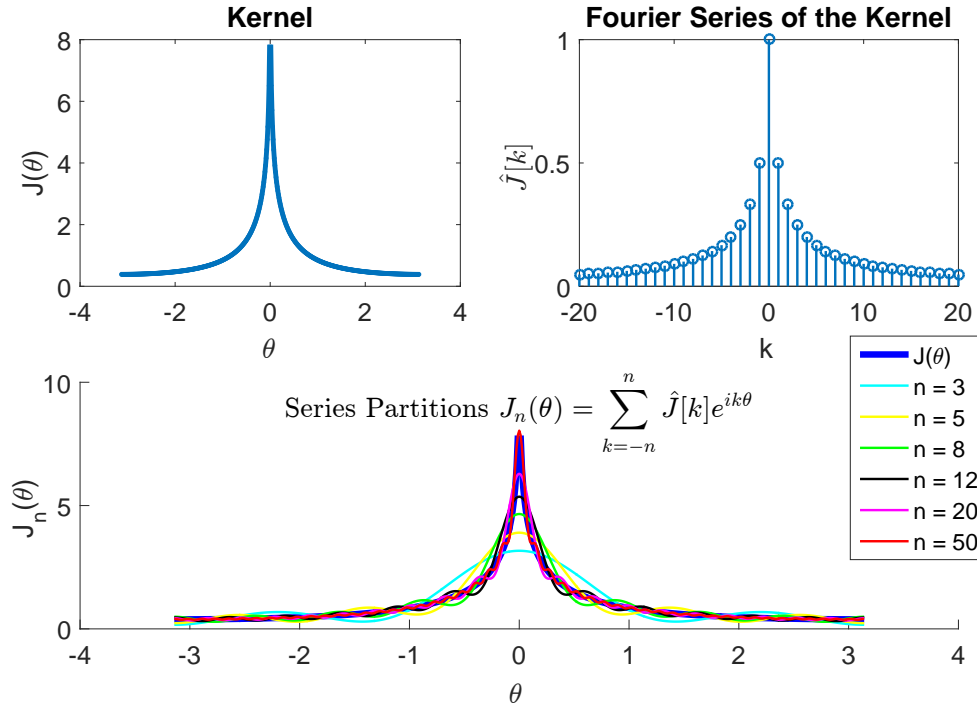 Kernel
8
6
4
2
0
J(θ)
-4 -2 0 2 4
θ
Fourier Series of the Kernel
1
0.5
0
Ĵ[k]
-20 -10 0 10 20
k
J(θ)
n = 3
n = 5
n = 8
n = 12
n = 20
n = 50
Series Partitions J_n(θ) = \sum_{k=-n}^{n} Ĵ[k]e^{ikθ}
10
5
0
J_n(θ)
-4 -3 -2 -1 0 1 2 3 4
θ